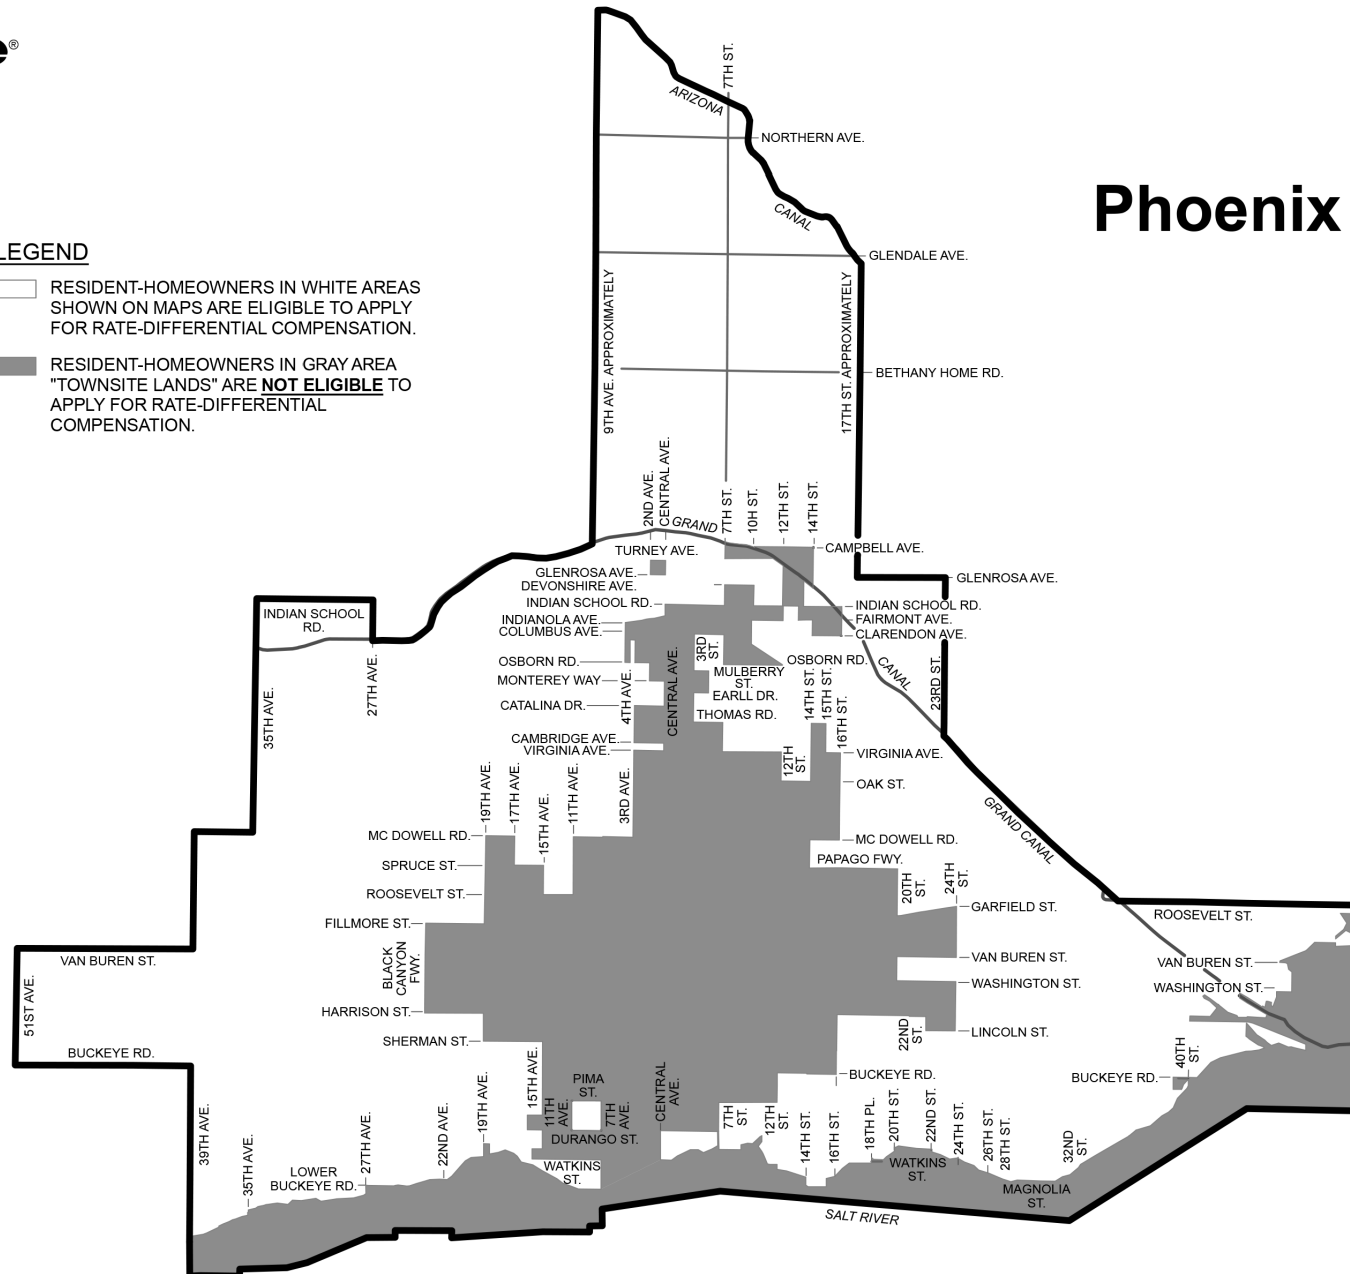 ®
Phoenix
LEGEND
RESIDENT-HOMEOWNERS IN WHITE AREAS
SHOWN ON MAPS ARE ELIGIBLE TO APPLY
FOR RATE-DIFFERENTIAL COMPENSATION.
RESIDENT-HOMEOWNERS IN GRAY AREA
"TOWNSITE LANDS" ARE NOT ELIGIBLE TO
APPLY FOR RATE-DIFFERENTIAL
COMPENSATION.
7TH ST.
ARIZONA
NORTHERN AVE.
CANAL
GLENDALE AVE.
9TH AVE. APPROXIMATELY
17TH ST. APPROXIMATELY
BETHANY HOME RD.
2ND AVE.
CENTRAL AVE.
GRAND
7TH ST.
10H ST.
12TH ST.
14TH ST.
TURNEY AVE.
CAMPBELL AVE.
GLENROSA AVE.
DEVONSHIRE AVE.
GLENROSA AVE.
INDIAN SCHOOL RD.
INDIAN SCHOOL RD.
INDIAN SCHOOL
RD.
INDIANOLA AVE.
COLUMBUS AVE.
FAIRMONT AVE.
CLARENDON AVE.
3RD
ST.
OSBORN RD.
OSBORN RD.
CANAL
MONTEREY WAY
MULBERRY
ST.
EARLL DR.
27TH AVE.
35TH AVE.
4TH AVE.
CENTRAL AVE.
14TH ST.
15TH ST.
16TH ST.
23RD ST.
CATALINA DR.
THOMAS RD.
CAMBRIDGE AVE.
VIRGINIA AVE.
VIRGINIA AVE.
12TH
ST.
OAK ST.
19TH AVE.
17TH AVE.
15TH AVE.
11TH AVE.
3RD AVE.
GRAND CANAL
MC DOWELL RD.
MC DOWELL RD.
SPRUCE ST.
PAPAGO FWY.
ROOSEVELT ST.
20TH
ST.
24TH
ST.
GARFIELD ST.
ROOSEVELT ST.
FILLMORE ST.
BLACK
CANYON
FWY.
VAN BUREN ST.
VAN BUREN ST.
VAN BUREN ST.
WASHINGTON ST.
WASHINGTON ST.
51ST AVE.
HARRISON ST.
22ND
ST.
LINCOLN ST.
SHERMAN ST.
BUCKEYE RD.
BUCKEYE RD.
BUCKEYE RD.
40TH
ST.
15TH AVE.
PIMA
ST.
11TH
AVE.
7TH
AVE.
CENTRAL
AVE.
DURANGO ST.
7TH
ST.
12TH
ST.
39TH AVE.
35TH AVE.
27TH AVE.
22ND AVE.
19TH AVE.
14TH ST.
16TH ST.
18TH PL.
20TH ST.
22ND ST.
24TH ST.
26TH ST.
28TH ST.
32ND
ST.
LOWER
BUCKEYE RD.
WATKINS
ST.
WATKINS
ST.
MAGNOLIA
ST.
SALT RIVER